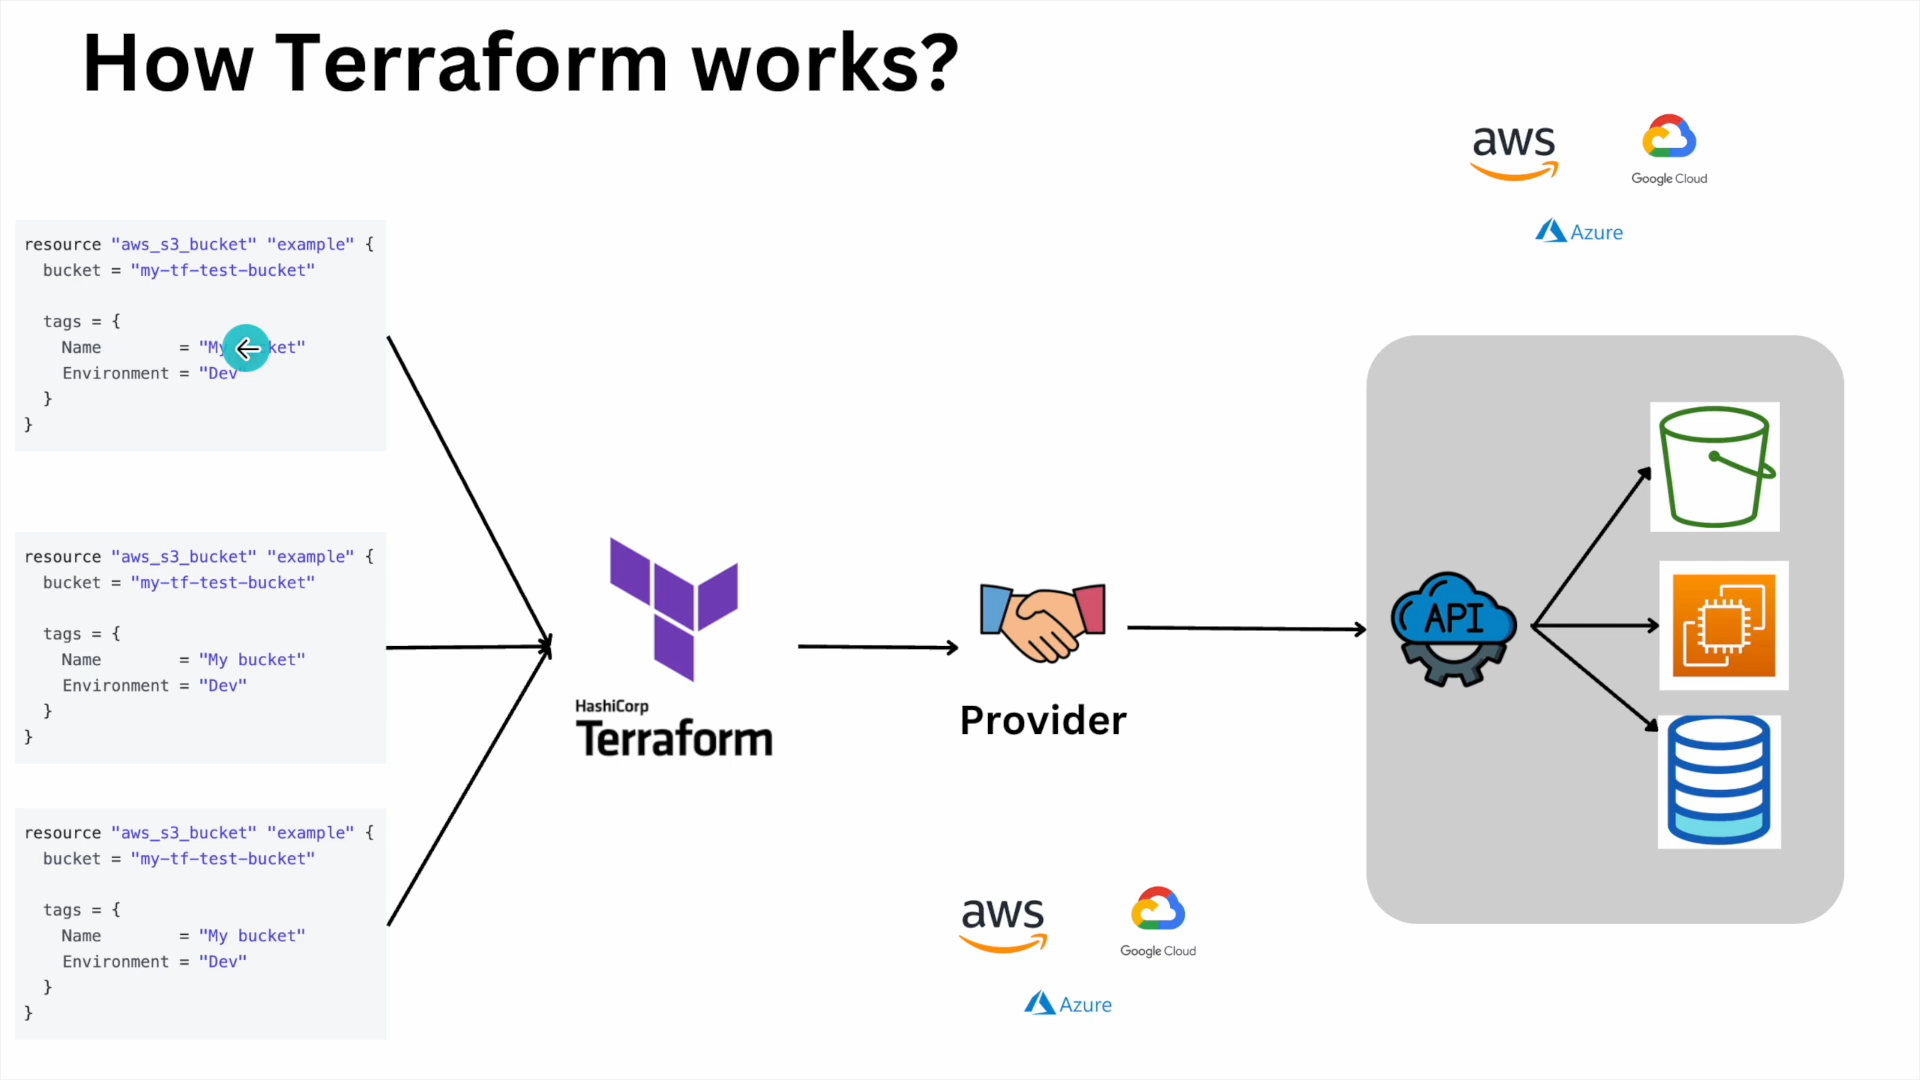 How Terraform works?
aws
Google Cloud
Azure
resource "aws_s3_bucket" "example" {
  bucket = "my-tf-test-bucket"
  tags = {
    Name        = "My ket"
    Environment = "Dev"
  }
}
resource "aws_s3_bucket" "example" {
  bucket = "my-tf-test-bucket"
  tags = {
    Name        = "My bucket"
    Environment = "Dev"
  }
}
resource "aws_s3_bucket" "example" {
  bucket = "my-tf-test-bucket"
  tags = {
    Name        = "My bucket"
    Environment = "Dev"
  }
}
HashiCorp
Terraform
Provider
API
aws
Google Cloud
Azure